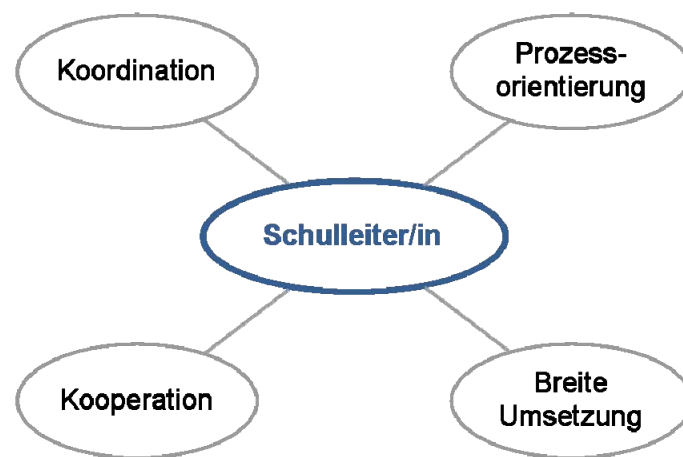 Koordination
Prozess-
orientierung
Schulleiter/in
Kooperation
Breite
Umsetzung